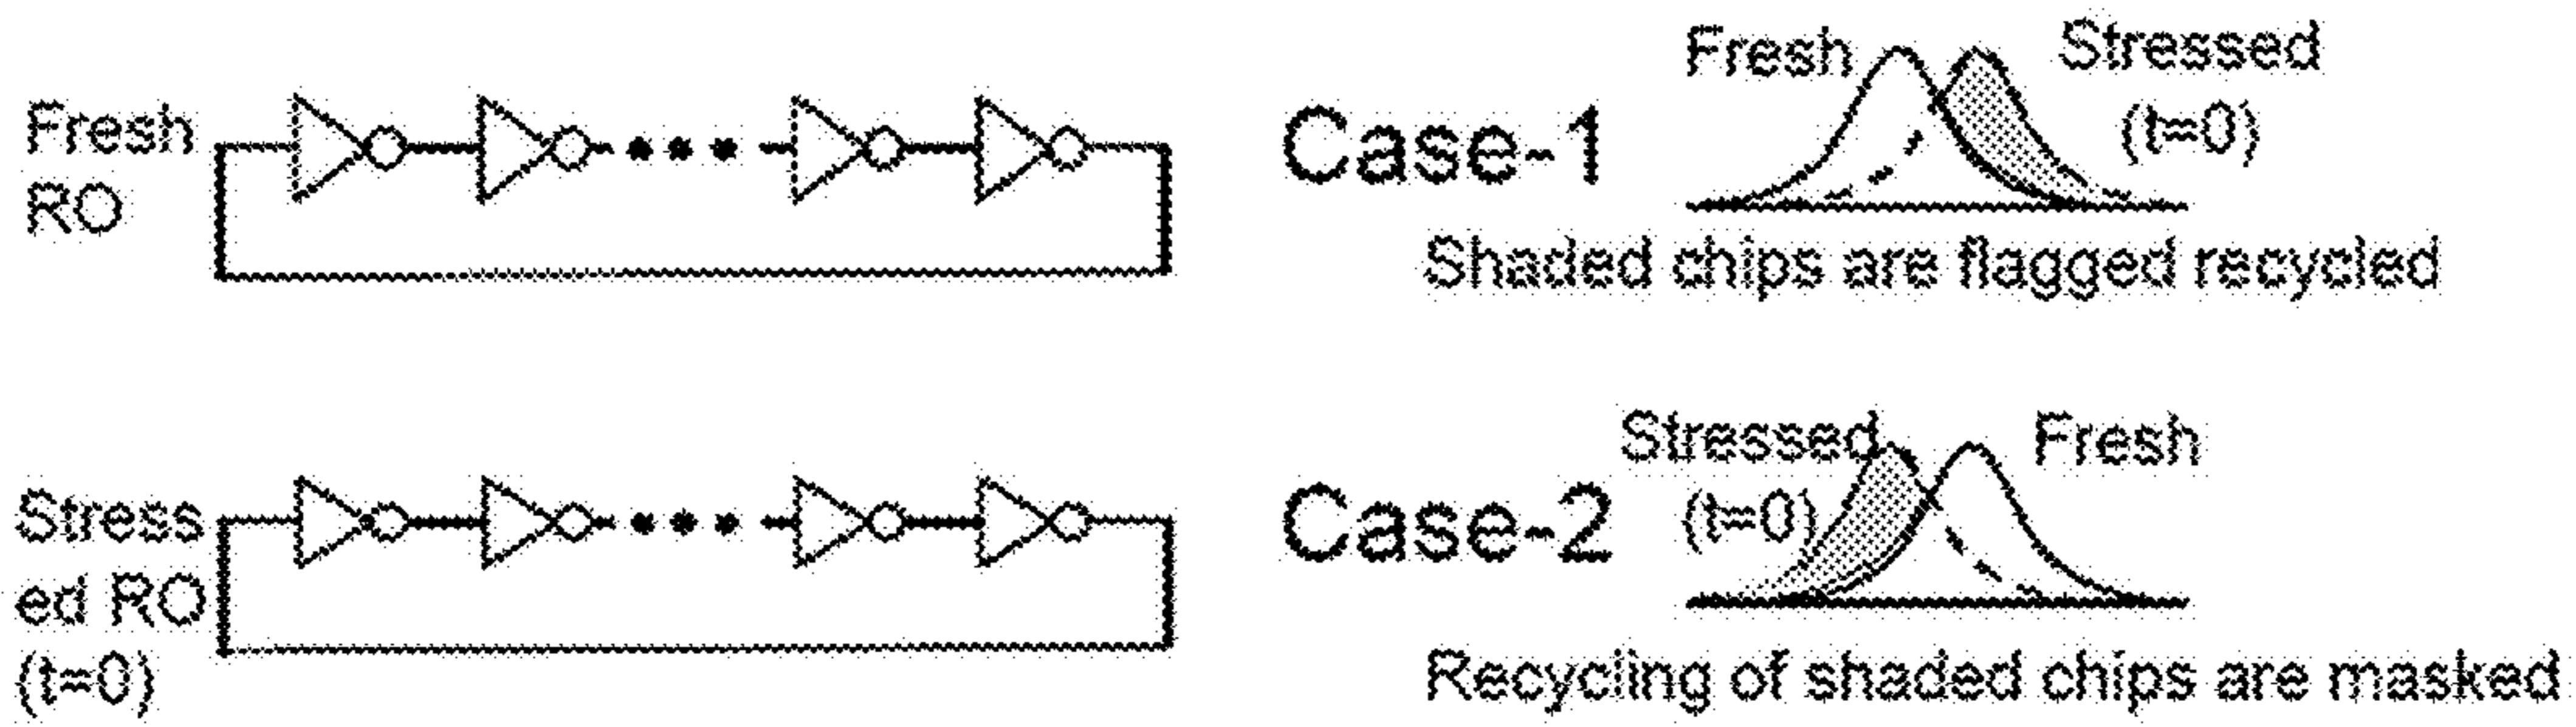 Fresh
RO
Case-1
Fresh
Stressed
(t=0)
Shaded chips are flagged recycled
Stress
ed RO
(t=0)
Case-2
Stressed
(t=0)
Fresh
Recycling of shaded chips are masked